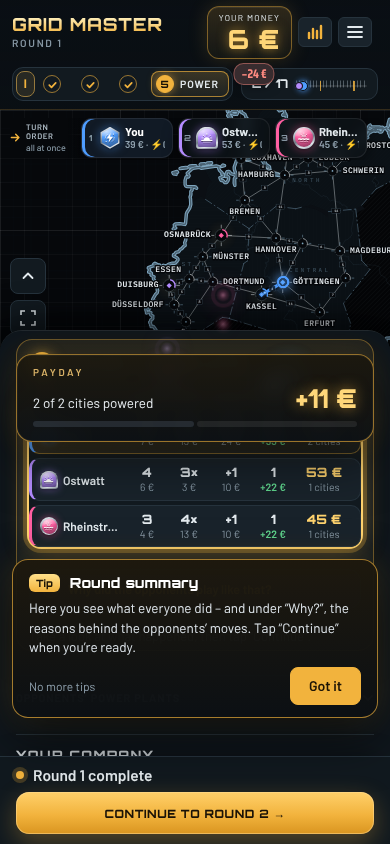 GRID MASTER
ROUND 1
YOUR MONEY
6 €
−24 €
I
5 POWER
17
TURN ORDER
all at once
1 You
39 €
2 Ostw…
53 €
3 Rhein…
45 €
HAMBURG
SCHWERIN
NORTH
BREMEN
OSNABRÜCK
HANNOVER
MAGDEBUR
MÜNSTER
ESSEN
DUISBURG
DORTMUND
GÖTTINGEN
DÜSSELDORF
KASSEL
ERFURT
PAYDAY
2 of 2 cities powered
+11 €
Ostwatt 4 3x +1 1 53 €
6 € 3 € 10 € +22 € 1 cities
Rheinstr… 3 4x +1 1 45 €
4 € 13 € 10 € +22 € 1 cities
Tip Round summary
Here you see what everyone did – and under “Why?”, the
reasons behind the opponents’ moves. Tap “Continue”
when you’re ready.
No more tips
Got it
YOUR COMPANY
Round 1 complete
CONTINUE TO ROUND 2 →